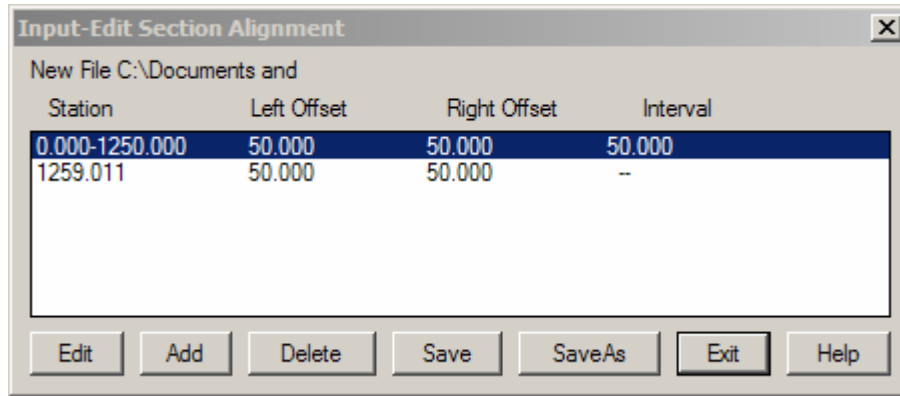 Input-Edit Section Alignment
New File C:\Documents and
Station Left Offset Right Offset Interval
0.000-1250.000 50.000 50.000 50.000
1259.011 50.000 50.000 --
Edit Add Delete Save SaveAs Exit Help